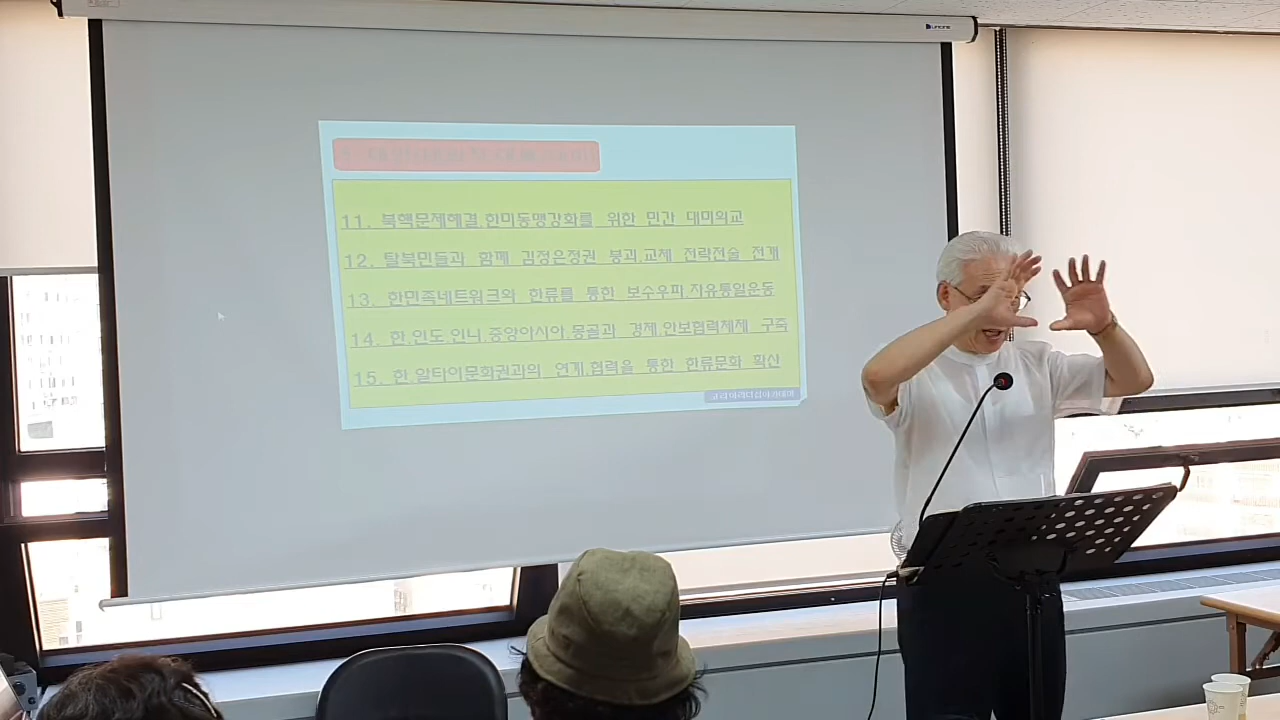 11. 북핵문제해결,한미동맹강화를 위한 민간 대미외교
12. 탈북민들과 함께 김정은정권 붕괴,교체 전략전술 전개
13. 한민족네트워크와 한류를 통한 보수우파,자유통일운동
14. 한,인도,인니,중앙아시아,몽골과 경제,안보협력체제 구축
15. 한,알타이문화권과의 연계,협력을 통한 한류문화 확산